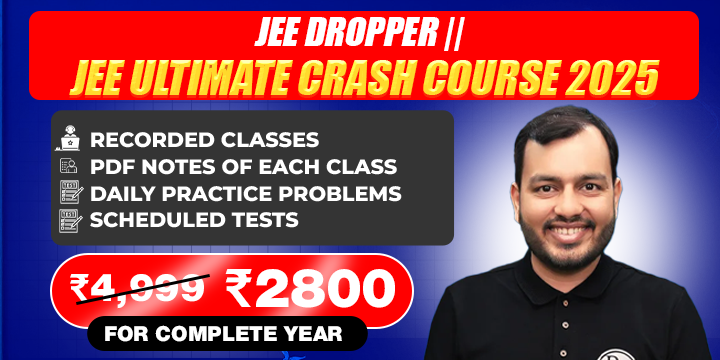 JEE DROPPER ||
JEE ULTIMATE CRASH COURSE 2025
RECORDED CLASSES
PDF NOTES OF EACH CLASS
DAILY PRACTICE PROBLEMS
SCHEDULED TESTS
₹4,999 ₹2800
FOR COMPLETE YEAR